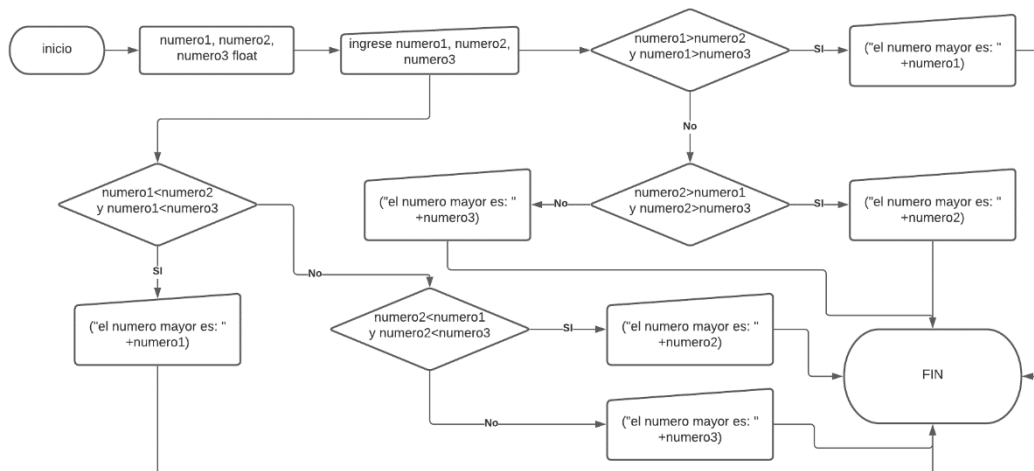 inicio
numero1, numero2,
numero3 float
ingrese numero1, numero2,
numero3
numero1>numero2
y numero1>numero3
SI
("el numero mayor es: "
+numero1)
No
numero1<numero2
y numero1<numero3
("el numero mayor es: "
+numero3)
No
numero2>numero1
y numero2>numero3
SI
("el numero mayor es: "
+numero2)
SI
No
("el numero mayor es: "
+numero1)
numero2<numero1
y numero2<numero3
SI
("el numero mayor es: "
+numero2)
FIN
No
("el numero mayor es: "
+numero3)